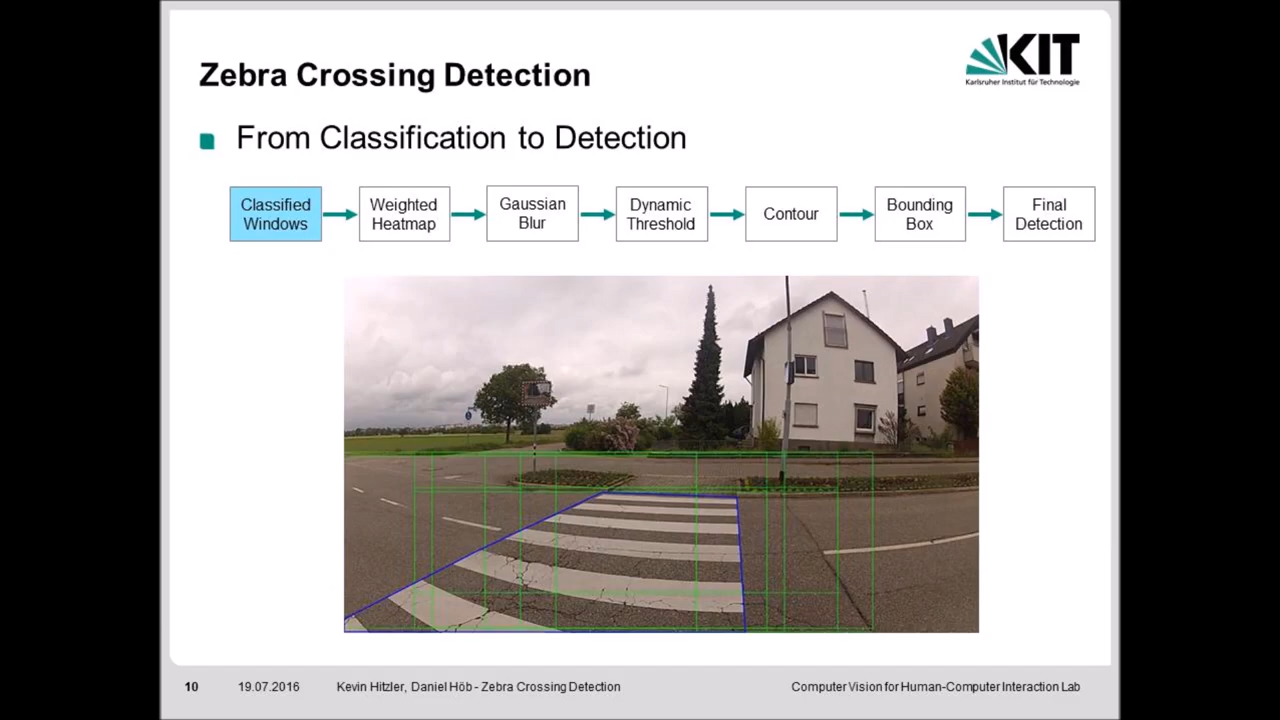 Zebra Crossing Detection
KIT
Karlsruher Institut für Technologie
From Classification to Detection
Classified
Windows
Weighted
Heatmap
Gaussian
Blur
Dynamic
Threshold
Contour
Bounding
Box
Final
Detection
10 19.07.2016 Kevin Hitzler, Daniel Höb - Zebra Crossing Detection Computer Vision for Human-Computer Interaction Lab